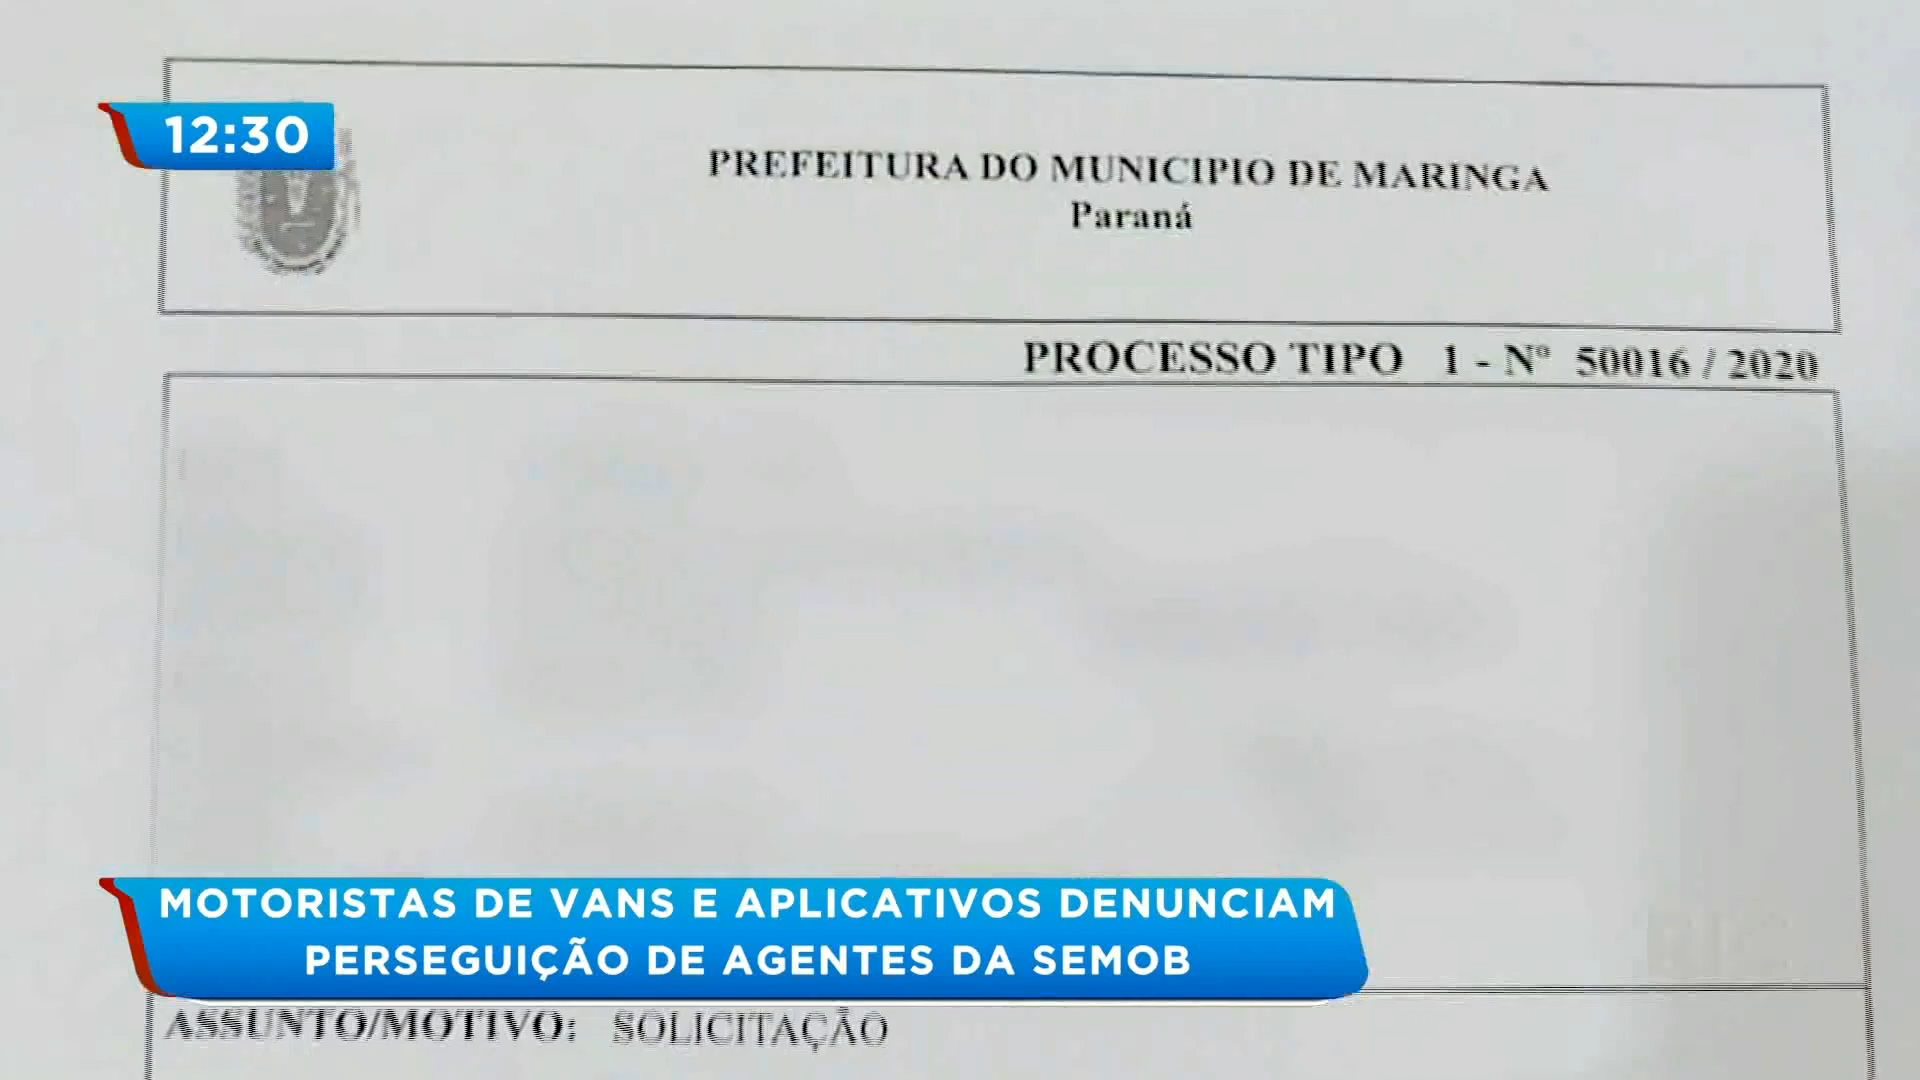 12:30
PREFEITURA DO MUNICIPIO DE MARINGA
Paraná
PROCESSO TIPO 1 - Nº 50016 / 2020
MOTORISTAS DE VANS E APLICATIVOS DENUNCIAM
PERSEGUIÇÃO DE AGENTES DA SEMOB
ASSUNTO/MOTIVO: SOLICITAÇÃO